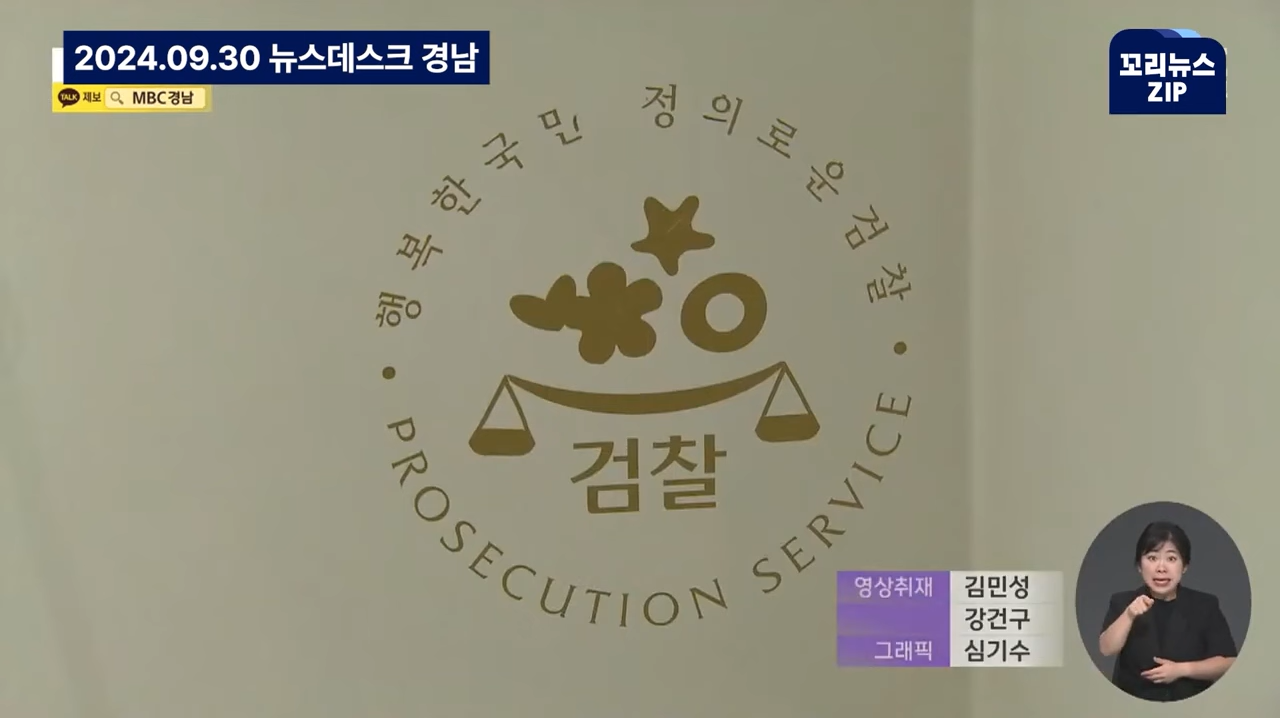 2024.09.30 뉴스데스크 경남
TALK 제보 MBC경남
꼬리뉴스
ZIP
행복한국민 정의로운검찰
검찰
PROSECUTION SERVICE
영상취재 김민성
강건구
그래픽 심기수